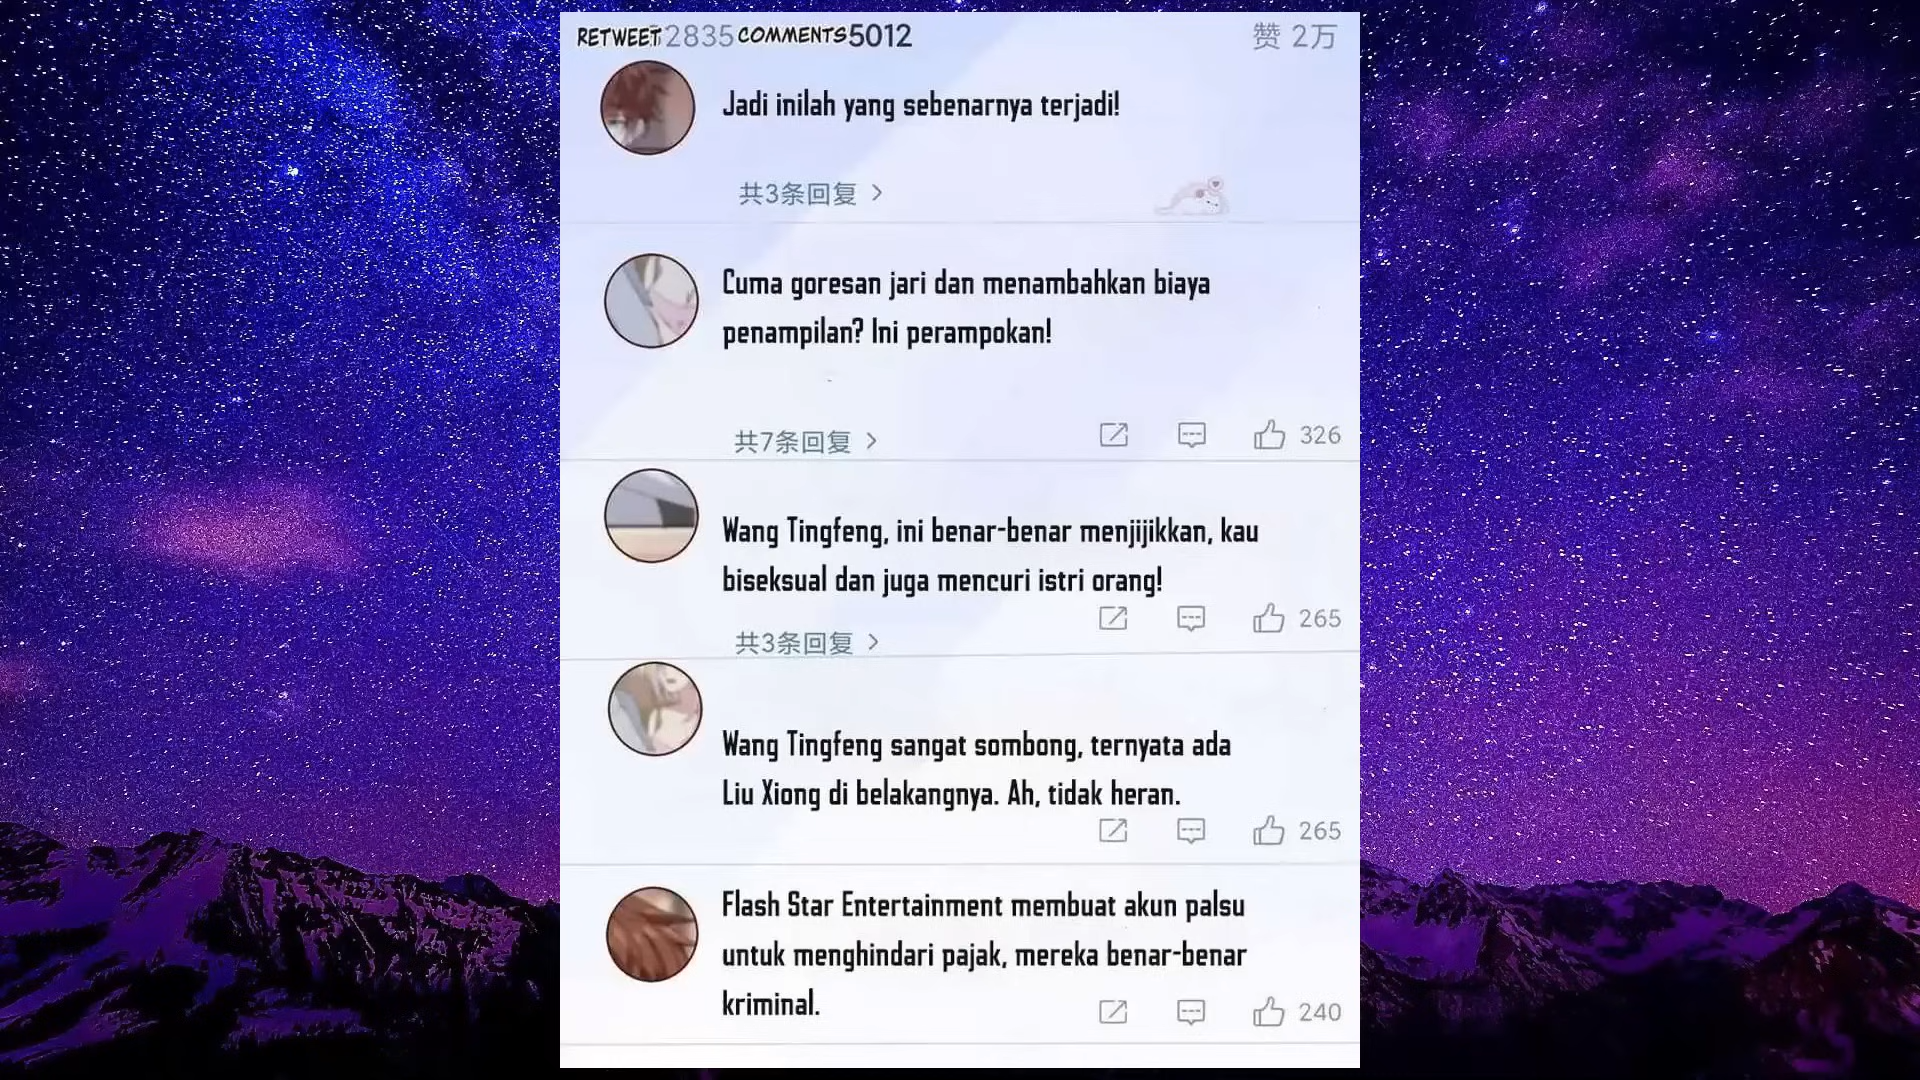 RETWEET 2835 COMMENTS 5012 赞 2万
Jadi inilah yang sebenarnya terjadi!
共3条回复 >
Cuma goresan jari dan menambahkan biaya
penampilan? Ini perampokan!
共7条回复 > 326
Wang Tingfeng, ini benar-benar menjijikkan, kau
biseksual dan juga mencuri istri orang!
265
共3条回复 >
Wang Tingfeng sangat sombong, ternyata ada
Liu Xiong di belakangnya. Ah, tidak heran.
265
Flash Star Entertainment membuat akun palsu
untuk menghindari pajak, mereka benar-benar
kriminal. 240